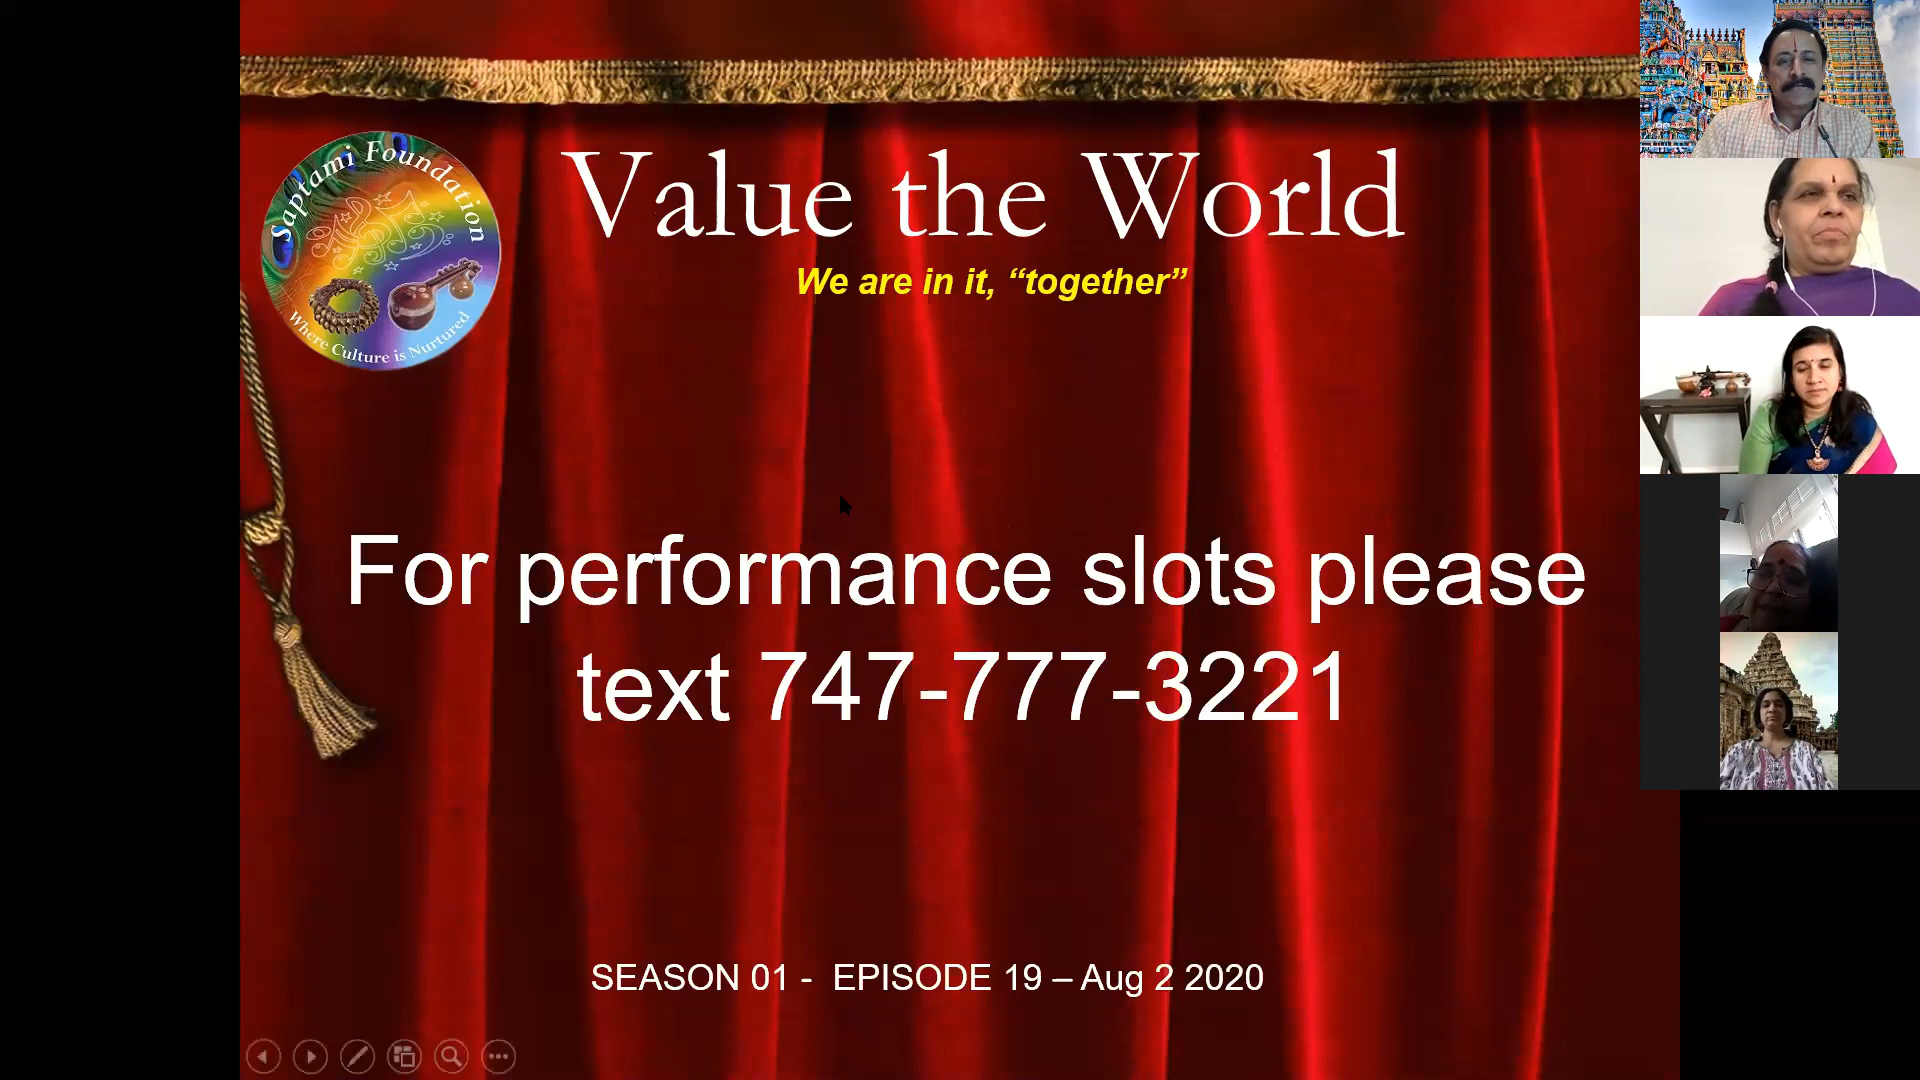 Saptami Foundation
Where Culture is Nurtured
Value the World
We are in it, “together”
For performance slots please
text 747-777-3221
SEASON 01 -  EPISODE 19 – Aug 2 2020